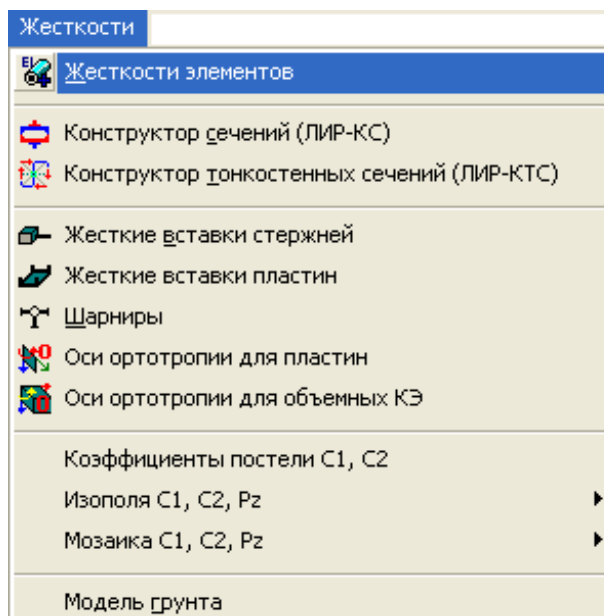 Жесткости
Жесткости элементов
Конструктор сечений (ЛИР-КС)
Конструктор тонкостенных сечений (ЛИР-КТС)
Жесткие вставки стержней
Жесткие вставки пластин
Шарниры
Оси ортотропии для пластин
Оси ортотропии для объемных КЭ
Коэффициенты постели С1, С2
Изополя С1, С2, Pz
Мозаика С1, С2, Pz
Модель грунта